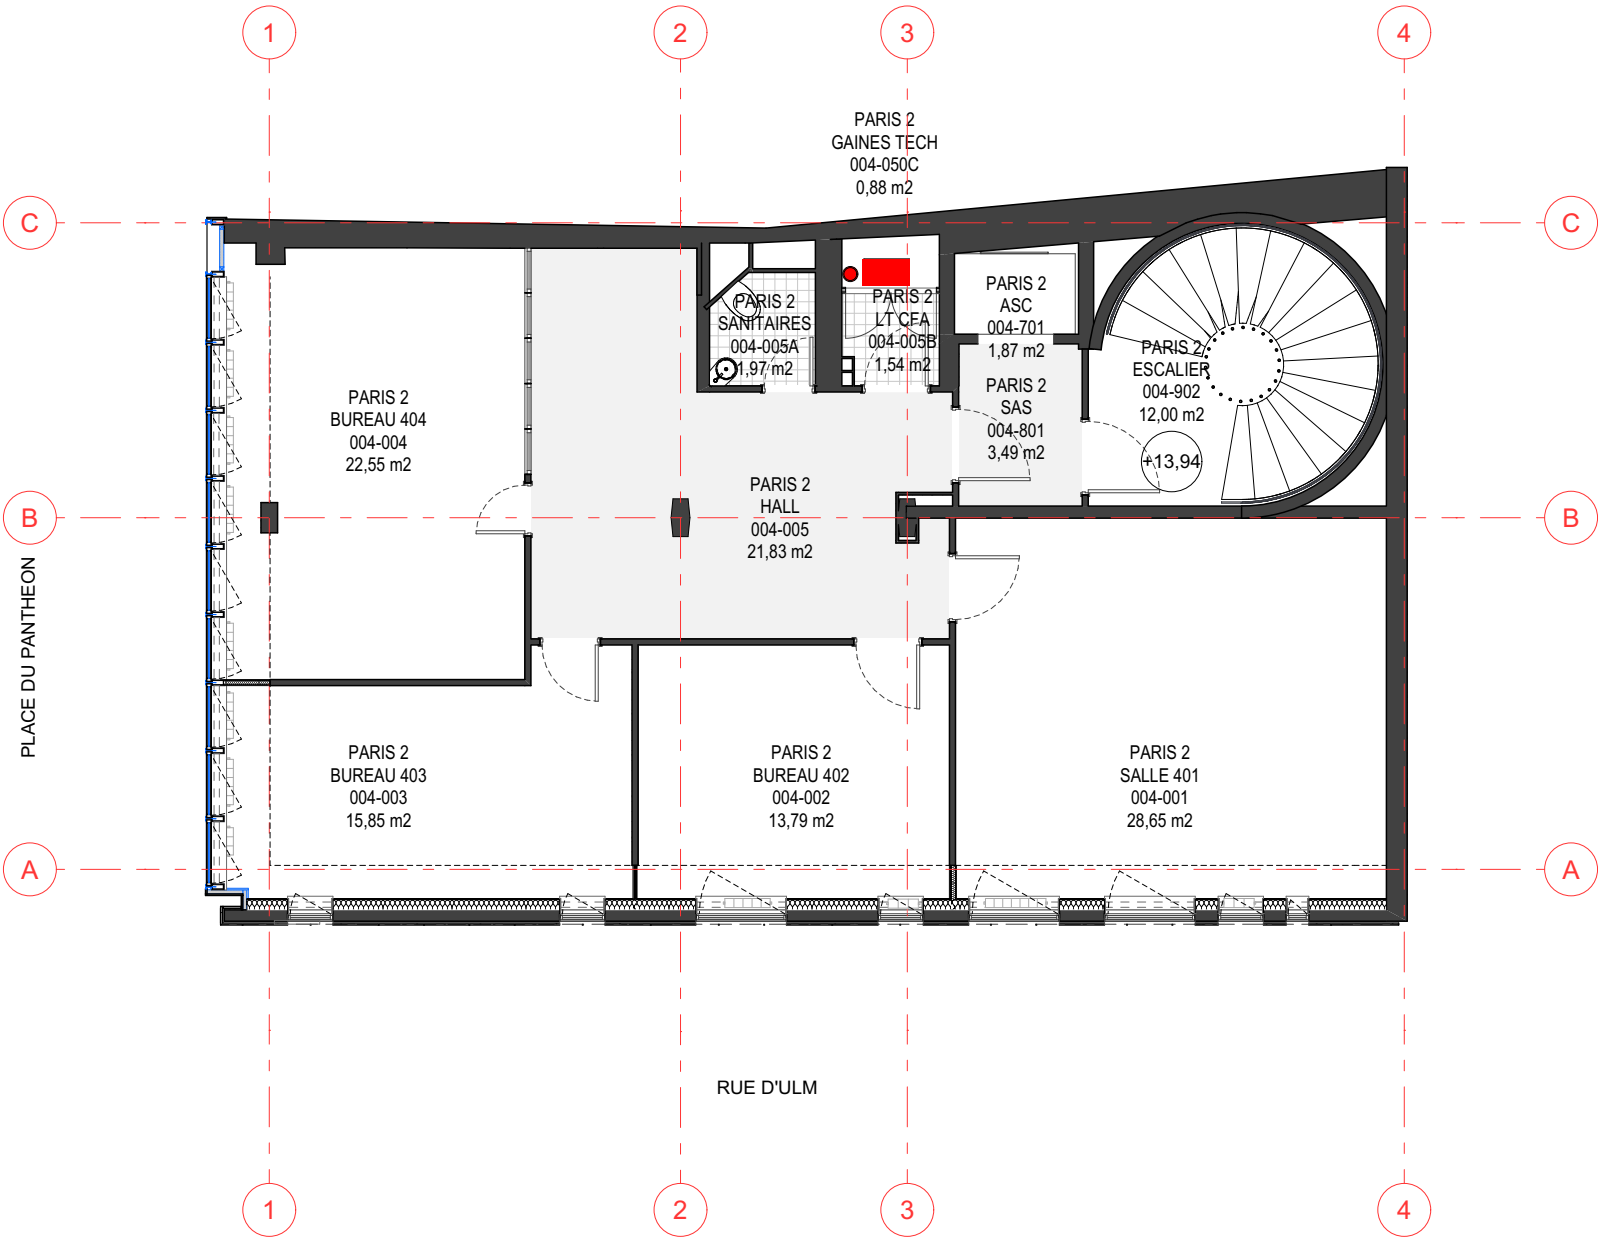 1
2
3
4
PARIS 2
GAINES TECH
004-050C
0,88 m2
C
C
PARIS 2
SANITAIRES
004-005A
1,97 m2
PARIS 2
LT CFA
004-005B
1,54 m2
PARIS 2
ASC
004-701
1,87 m2
PARIS 2
ESCALIER
004-902
12,00 m2
+13,94
PARIS 2
SAS
004-801
3,49 m2
PARIS 2
BUREAU 404
004-004
22,55 m2
PARIS 2
HALL
004-005
21,83 m2
B
B
PLACE DU PANTHEON
PARIS 2
BUREAU 403
004-003
15,85 m2
PARIS 2
BUREAU 402
004-002
13,79 m2
PARIS 2
SALLE 401
004-001
28,65 m2
A
A
RUE D'ULM
1
2
3
4